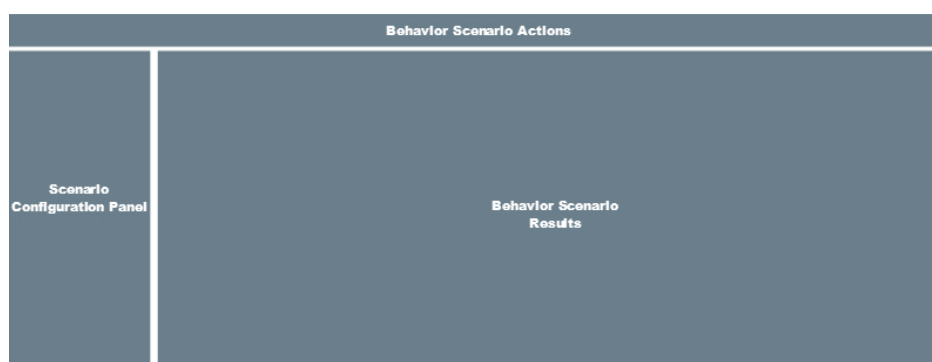 Behavior Scenario Actions
Scenario
Configuration Panel
Behavior Scenario
Results